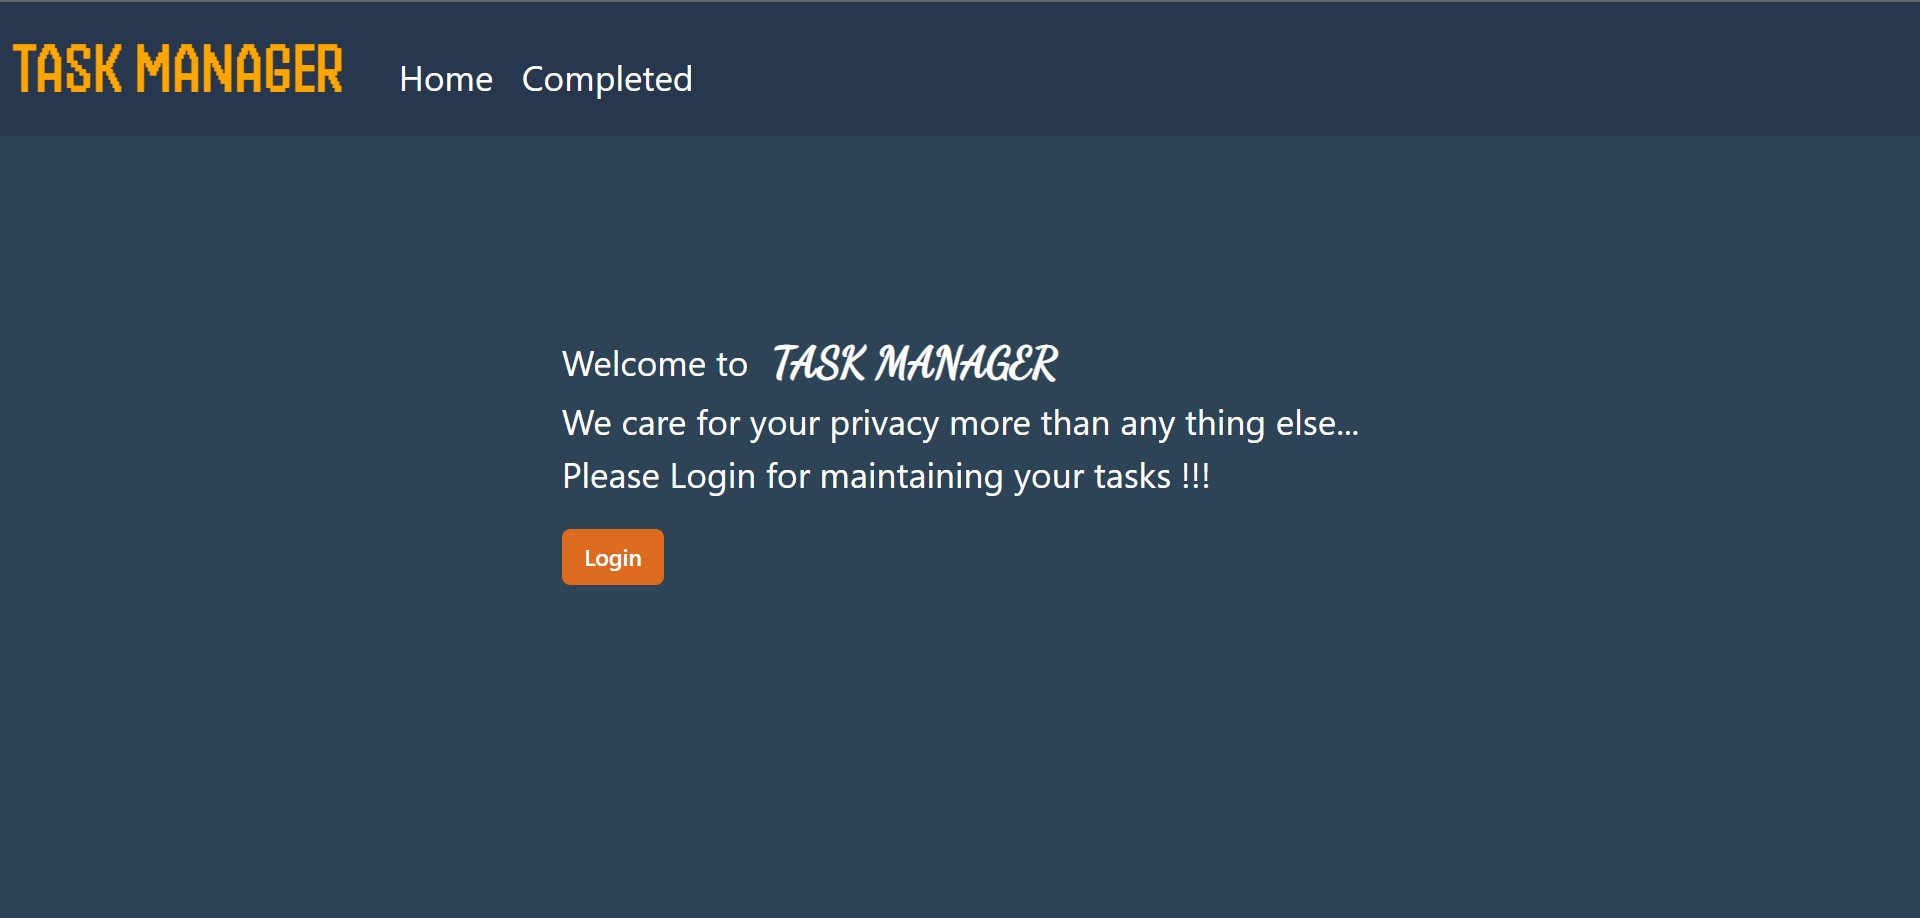 TASK MANAGER Home Completed
Welcome to TASK MANAGER
We care for your privacy more than any thing else...
Please Login for maintaining your tasks !!!
Login